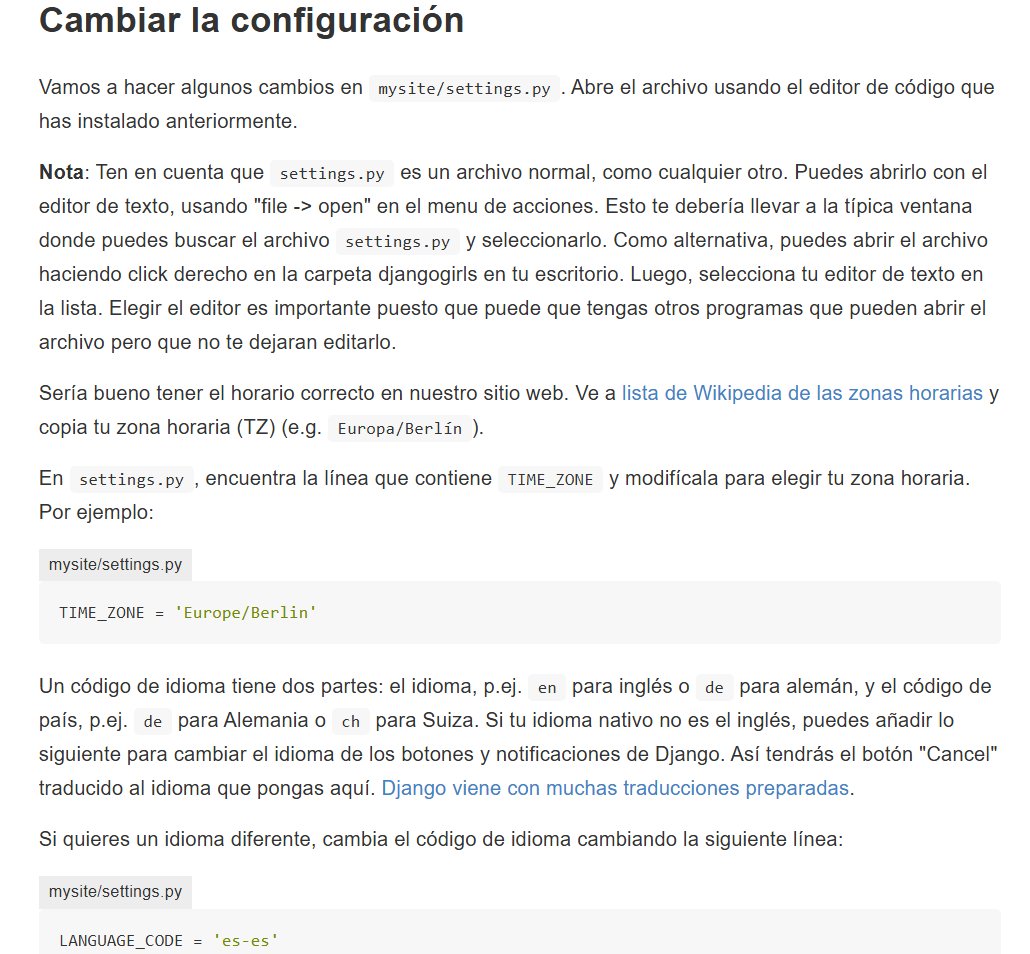 Cambiar la configuración
Vamos a hacer algunos cambios en mysite/settings.py . Abre el archivo usando el editor de código que
has instalado anteriormente.
Nota: Ten en cuenta que settings.py es un archivo normal, como cualquier otro. Puedes abrirlo con el
editor de texto, usando "file -> open" en el menu de acciones. Esto te debería llevar a la típica ventana
donde puedes buscar el archivo settings.py y seleccionarlo. Como alternativa, puedes abrir el archivo
haciendo click derecho en la carpeta djangogirls en tu escritorio. Luego, selecciona tu editor de texto en
la lista. Elegir el editor es importante puesto que puede que tengas otros programas que pueden abrir el
archivo pero que no te dejaran editarlo.
Sería bueno tener el horario correcto en nuestro sitio web. Ve a lista de Wikipedia de las zonas horarias y
copia tu zona horaria (TZ) (e.g. Europa/Berlín ).
En settings.py , encuentra la línea que contiene TIME_ZONE y modifícala para elegir tu zona horaria.
Por ejemplo:
mysite/settings.py
TIME_ZONE = 'Europe/Berlin'
Un código de idioma tiene dos partes: el idioma, p.ej. en para inglés o de para alemán, y el código de
país, p.ej. de para Alemania o ch para Suiza. Si tu idioma nativo no es el inglés, puedes añadir lo
siguiente para cambiar el idioma de los botones y notificaciones de Django. Así tendrás el botón "Cancel"
traducido al idioma que pongas aquí. Django viene con muchas traducciones preparadas.
Si quieres un idioma diferente, cambia el código de idioma cambiando la siguiente línea:
mysite/settings.py
LANGUAGE_CODE = 'es-es'